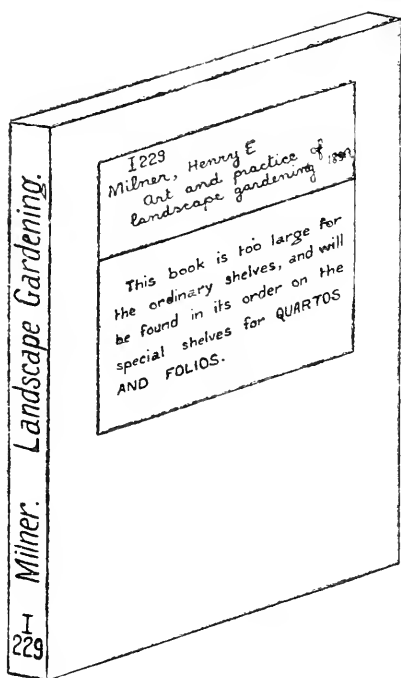 Milner. Landscape Gardening.
I
229
I229
Milner, Henry E
Art and practice of
landscape gardening
This book is too large for
the ordinary shelves, and will
be found in its order on the
special shelves for QUARTOS
AND FOLIOS.